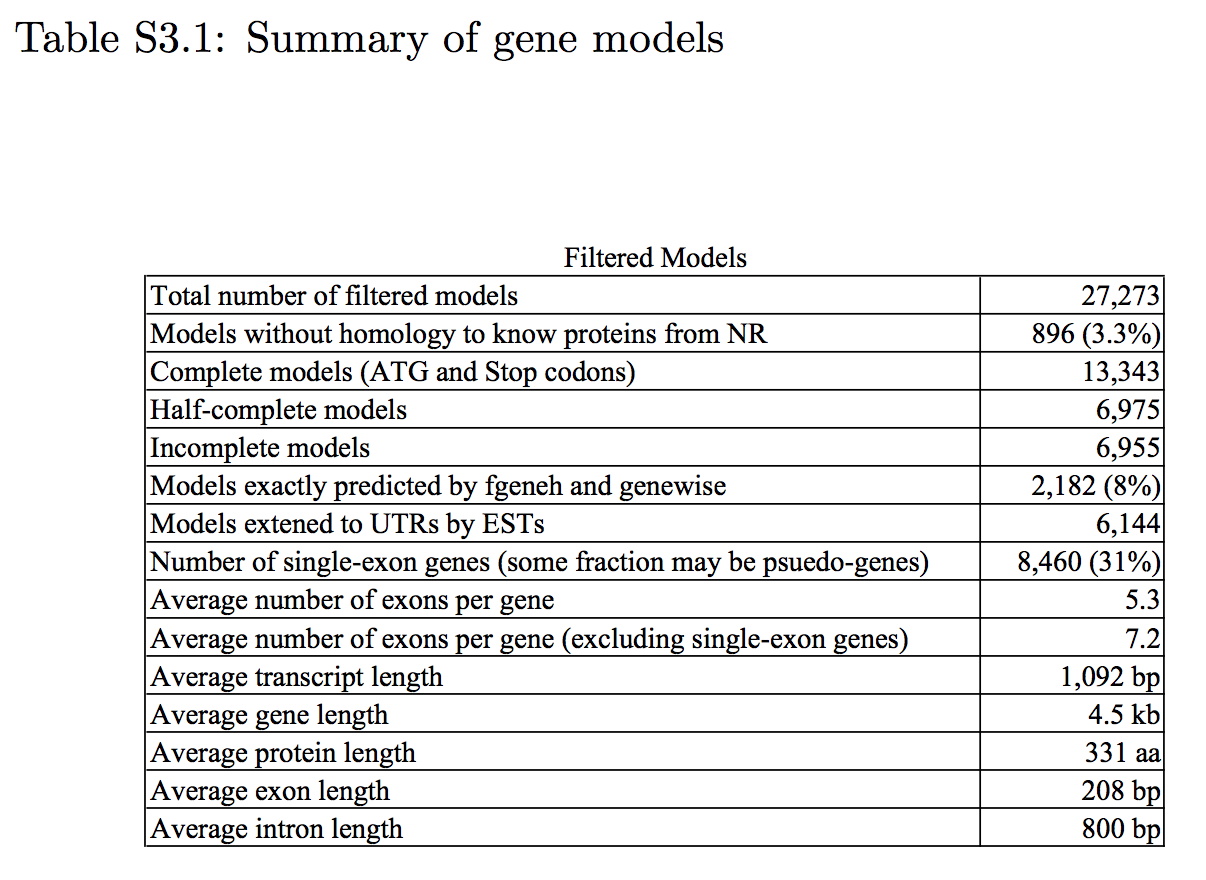 Table S3.1: Summary of gene models
Filtered Models
Total number of filtered models 27,273
Models without homology to know proteins from NR 896 (3.3%)
Complete models (ATG and Stop codons) 13,343
Half-complete models 6,975
Incomplete models 6,955
Models exactly predicted by fgeneh and genewise 2,182 (8%)
Models extened to UTRs by ESTs 6,144
Number of single-exon genes (some fraction may be psuedo-genes) 8,460 (31%)
Average number of exons per gene 5.3
Average number of exons per gene (excluding single-exon genes) 7.2
Average transcript length 1,092 bp
Average gene length 4.5 kb
Average protein length 331 aa
Average exon length 208 bp
Average intron length 800 bp